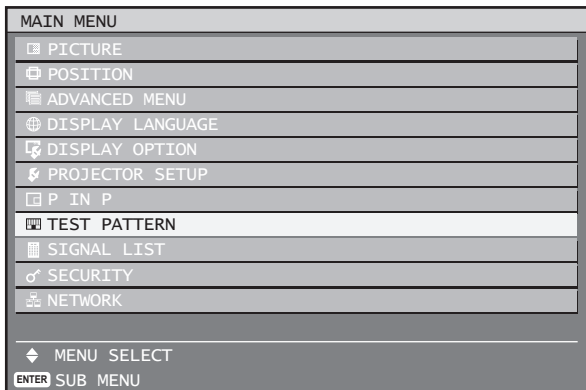 MAIN MENU
PICTURE
POSITION
ADVANCED MENU
DISPLAY LANGUAGE
DISPLAY OPTION
PROJECTOR SETUP
P IN P
TEST PATTERN
SIGNAL LIST
SECURITY
NETWORK
MENU SELECT
ENTER SUB MENU